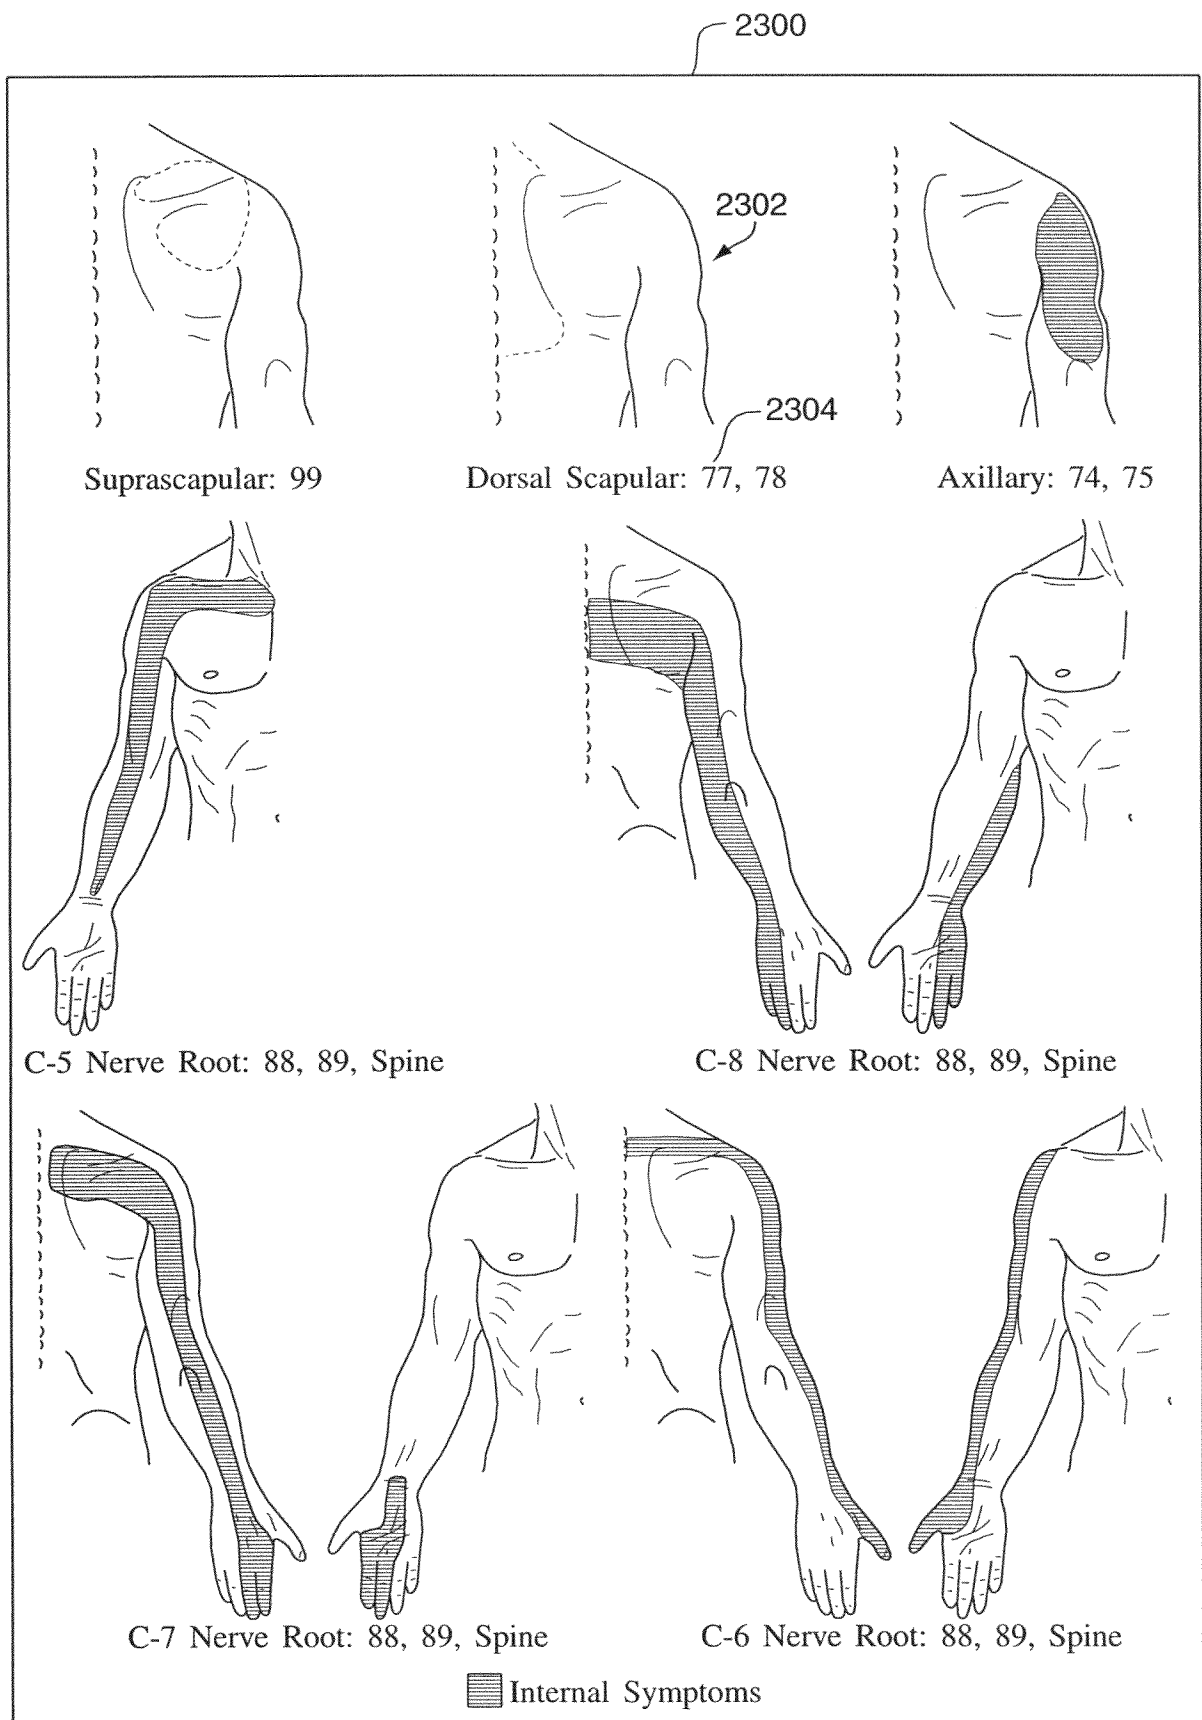 2300
2302
2304
Suprascapular: 99
Dorsal Scapular: 77, 78
Axillary: 74, 75
C-5 Nerve Root: 88, 89, Spine
C-8 Nerve Root: 88, 89, Spine
C-7 Nerve Root: 88, 89, Spine
C-6 Nerve Root: 88, 89, Spine
Internal Symptoms